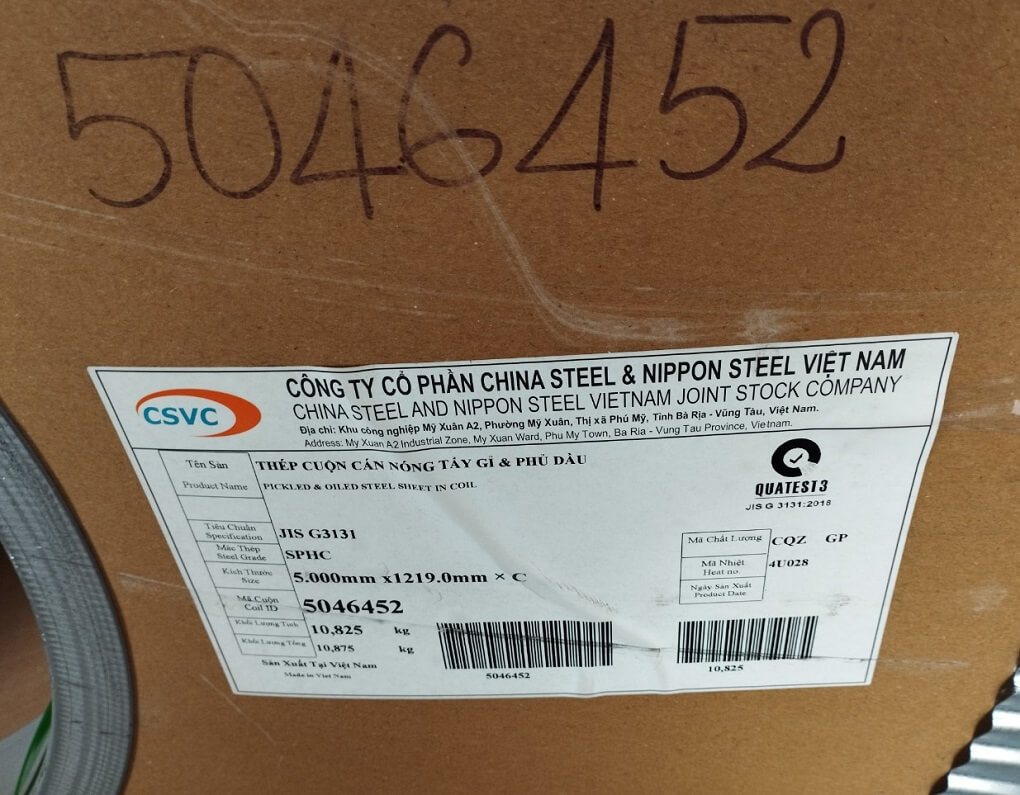 5046452
CSVC
CÔNG TY CỔ PHẦN CHINA STEEL & NIPPON STEEL VIỆT NAM
CHINA STEEL AND NIPPON STEEL VIETNAM JOINT STOCK COMPANY
Địa chỉ: Khu công nghiệp Mỹ Xuân A2, Phường Mỹ Xuân, Thị xã Phú Mỹ, Tỉnh Bà Rịa - Vũng Tàu, Việt Nam.
Address: My Xuan A2 Industrial Zone, My Xuan Ward, Phu My Town, Ba Ria - Vung Tau Province, Vietnam.
Tên Sản THÉP CUỘN CÁN NÓNG TẨY GỈ & PHỦ DẦU
Product Name PICKLED & OILED STEEL SHEET IN COIL
QUATEST 3
JIS G 3131:2018
Tiêu Chuẩn
Specification JIS G3131
Mác Thép
Steel Grade SPHC
Kích Thước
Size 5.000mm x1219.0mm × C
Mã Cuộn
Coil ID 5046452
Khối Lượng Tịnh 10,825 kg
Khối Lượng Tổng 10,875 kg
Mã Chất Lượng CQZ GP
Mã Nhiệt
Heat no. 4U028
Ngày Sản Xuất
Product Date
Sản Xuất Tại Việt Nam
Made in Viet Nam
5046452
10,825